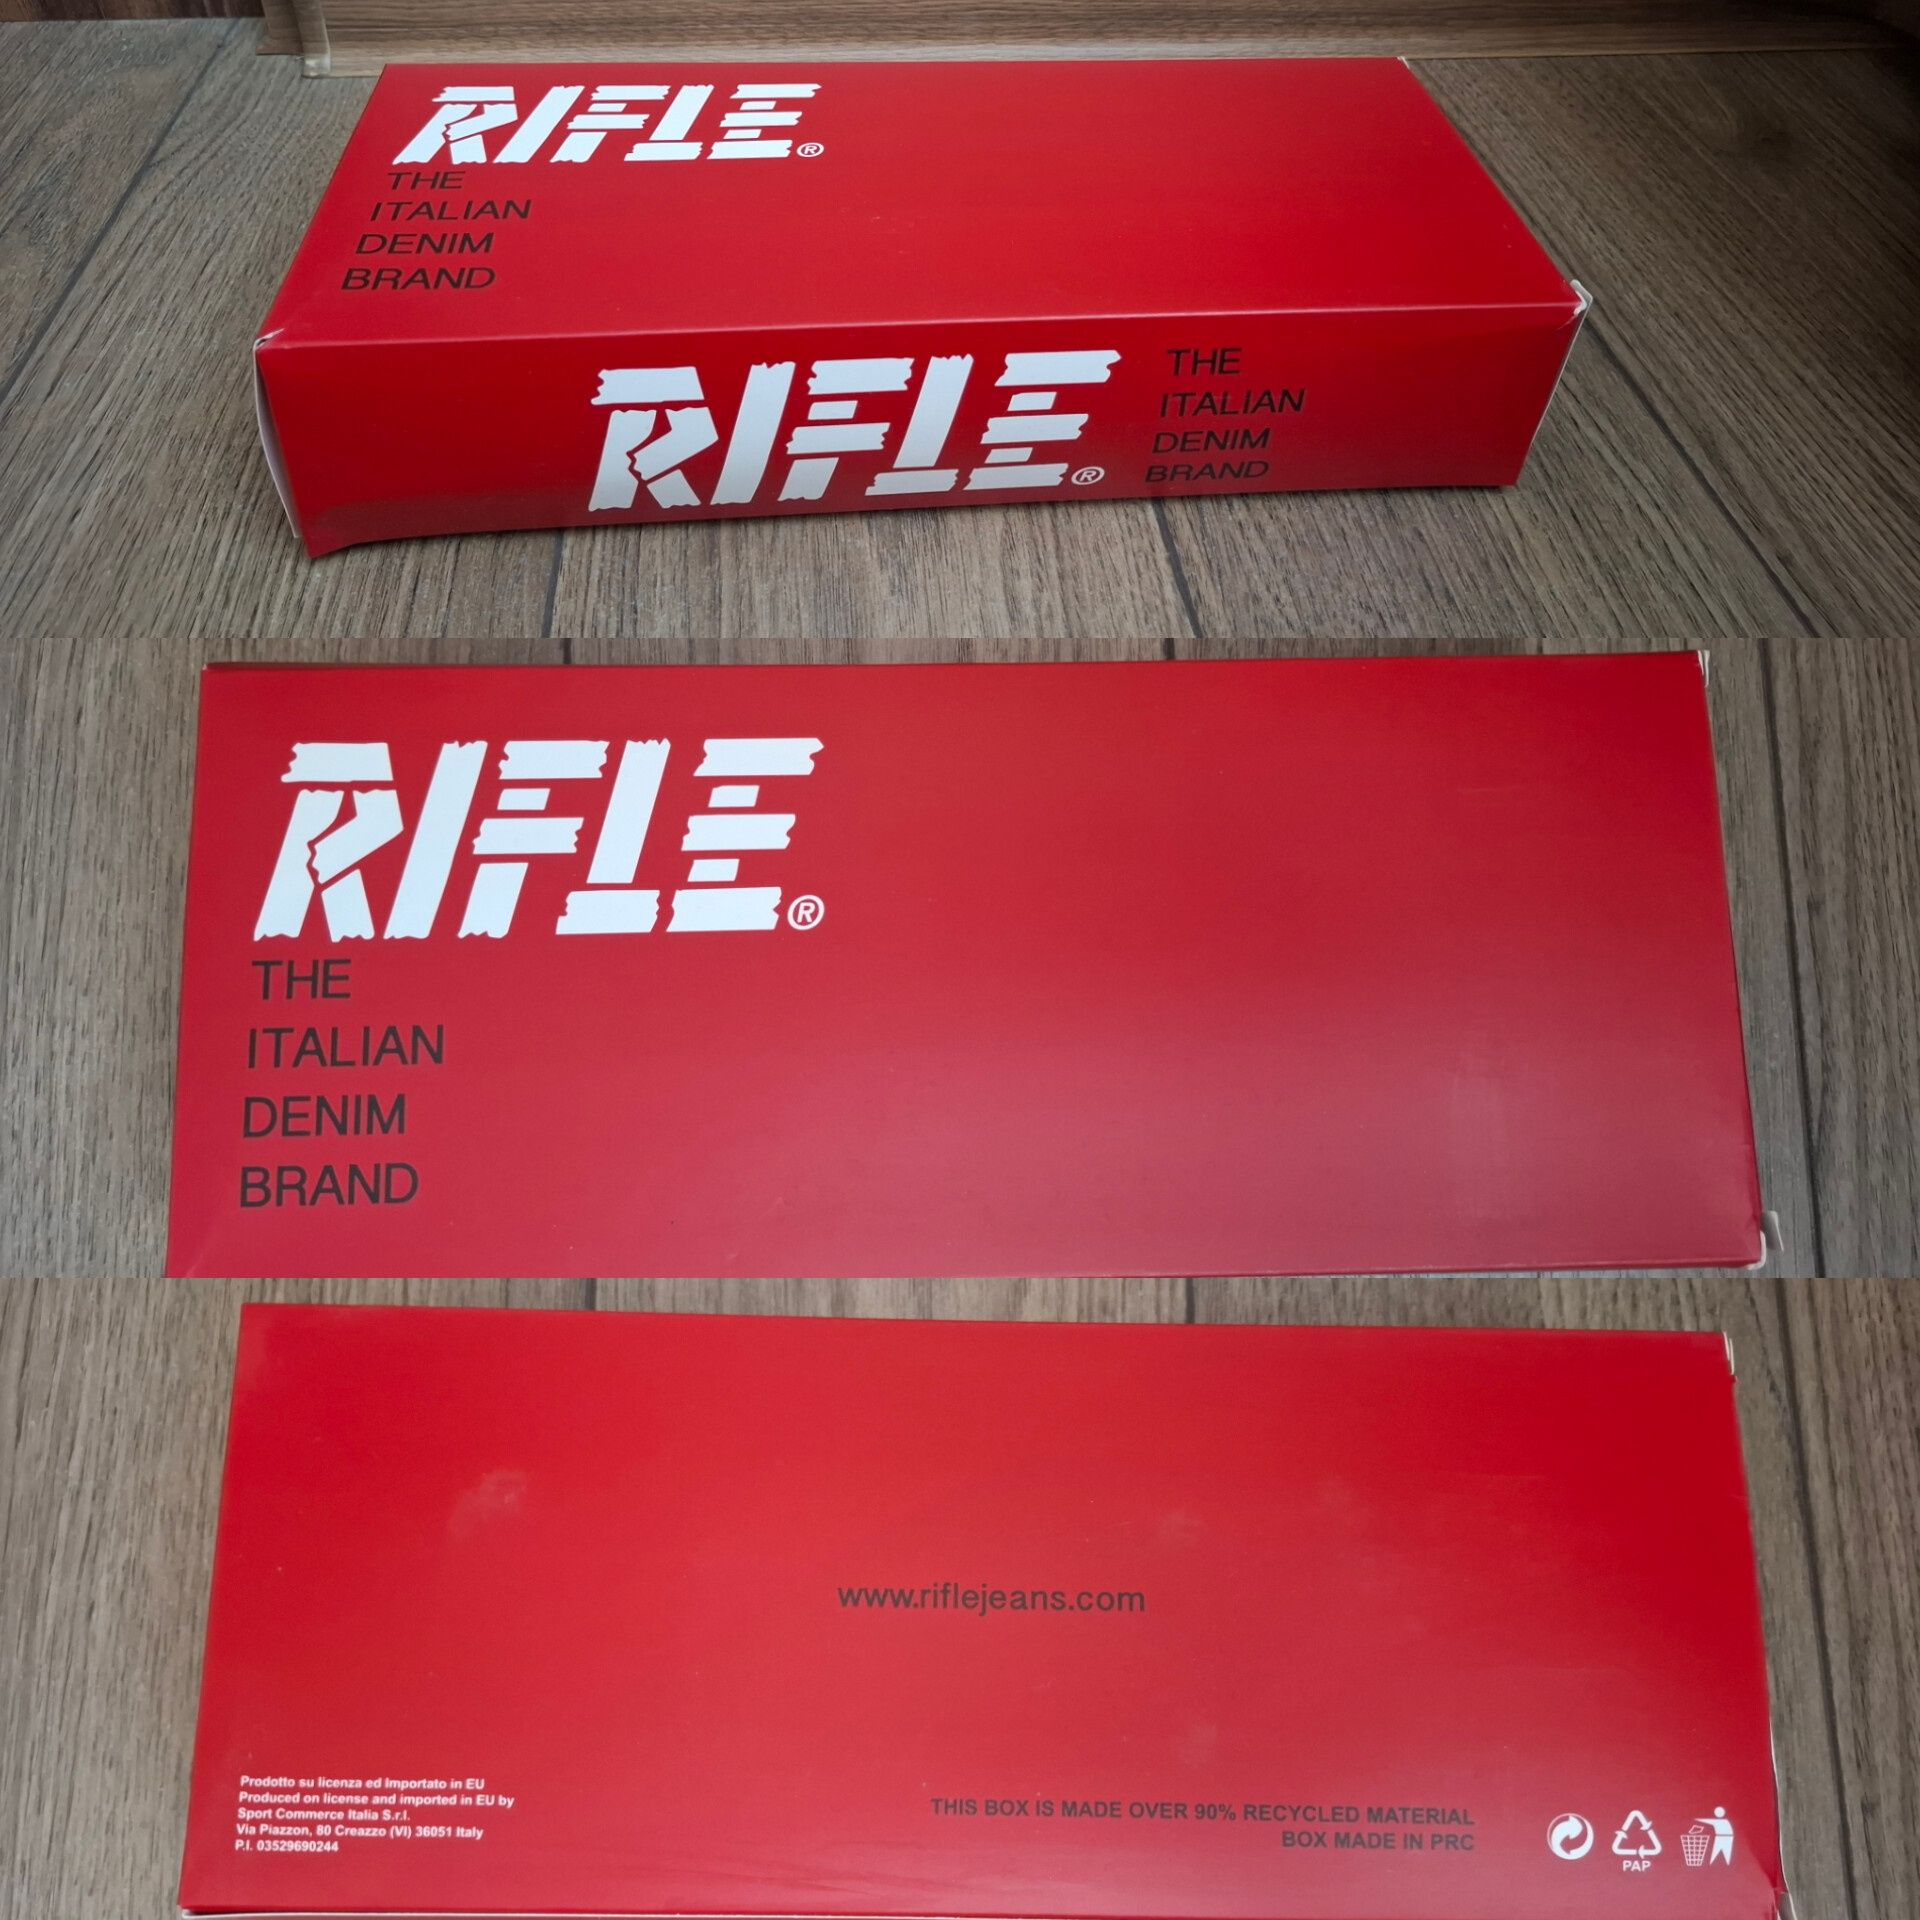 RIFLE®
THE
ITALIAN
DENIM
BRAND
RIFLE®
THE
ITALIAN
DENIM
BRAND
RIFLE®
THE
ITALIAN
DENIM
BRAND
www.riflejeans.com
Prodotto su licenza ed Importato in EU
Produced on license and imported in EU by
Sport Commerce Italia S.r.l.
Via Piazzon, 80 Creazzo (VI) 36051 Italy
P.I. 03529690244
THIS BOX IS MADE OVER 90% RECYCLED MATERIAL
BOX MADE IN PRC
PAP